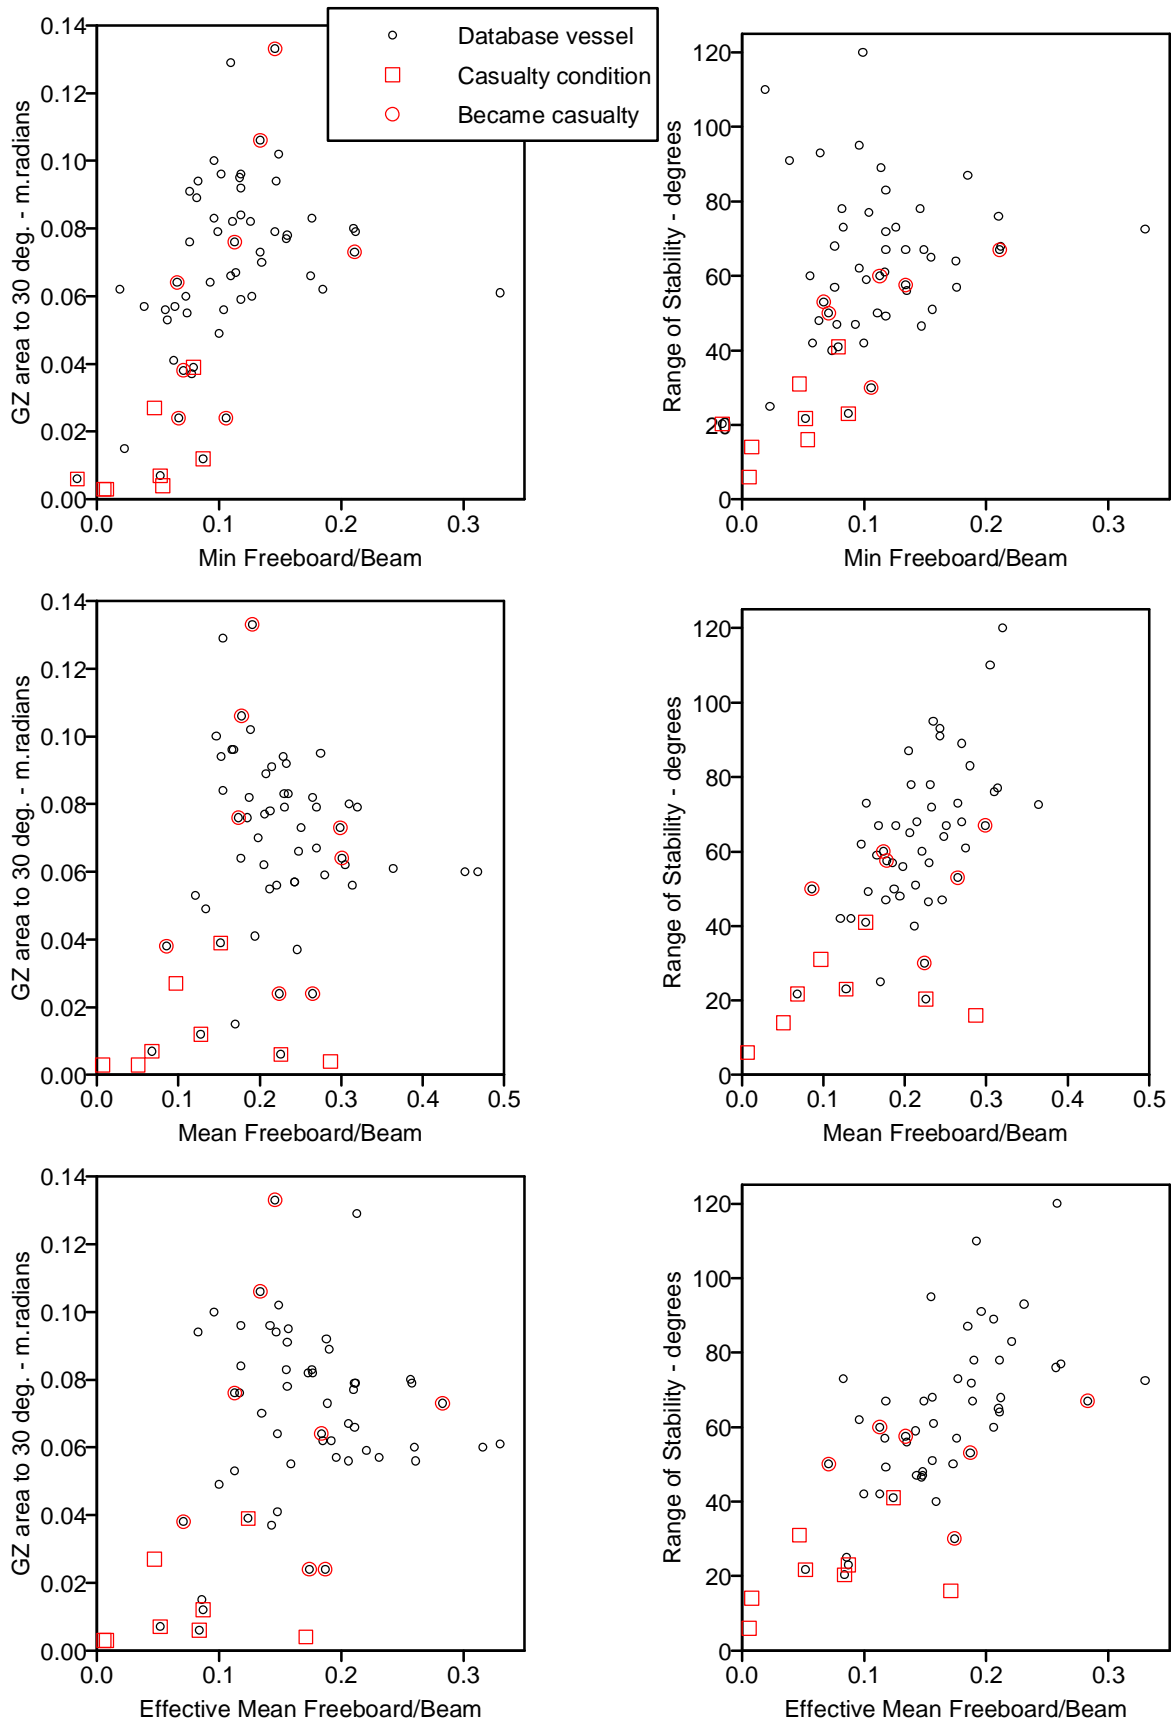 Database vessel
Casualty condition
Became casualty
GZ area to 30 deg. - m.radians
0.14
0.12
0.10
0.08
0.06
0.04
0.02
0.00
0.0 0.1 0.2 0.3
Min Freeboard/Beam
Range of Stability - degrees
120
100
80
60
40
20
0
0.0 0.1 0.2 0.3
Min Freeboard/Beam
GZ area to 30 deg. - m.radians
0.14
0.12
0.10
0.08
0.06
0.04
0.02
0.00
0.0 0.1 0.2 0.3 0.4 0.5
Mean Freeboard/Beam
Range of Stability - degrees
120
100
80
60
40
20
0
0.0 0.1 0.2 0.3 0.4 0.5
Mean Freeboard/Beam
GZ area to 30 deg. - m.radians
0.14
0.12
0.10
0.08
0.06
0.04
0.02
0.00
0.0 0.1 0.2 0.3
Effective Mean Freeboard/Beam
Range of Stability - degrees
120
100
80
60
40
20
0
0.0 0.1 0.2 0.3
Effective Mean Freeboard/Beam